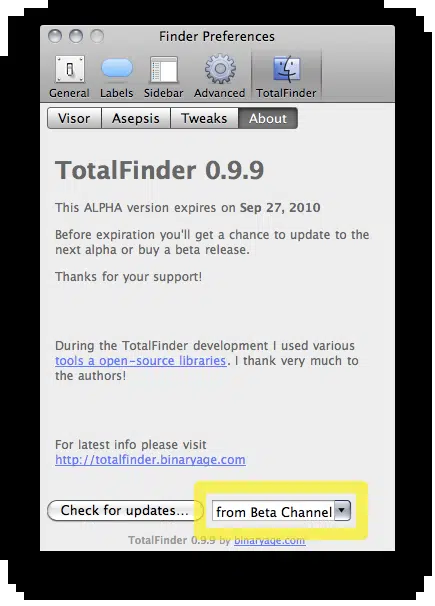 Finder Preferences
General Labels Sidebar Advanced TotalFinder
Visor Asepsis Tweaks About
TotalFinder 0.9.9
This ALPHA version expires on Sep 27, 2010
Before expiration you'll get a chance to update to the
next alpha or buy a beta release.
Thanks for your support!
During the TotalFinder development I used various
tools a open-source libraries. I thank very much to
the authors!
For latest info please visit
http://totalfinder.binaryage.com
Check for updates... from Beta Channel
TotalFinder 0.9.9 by binaryage.com